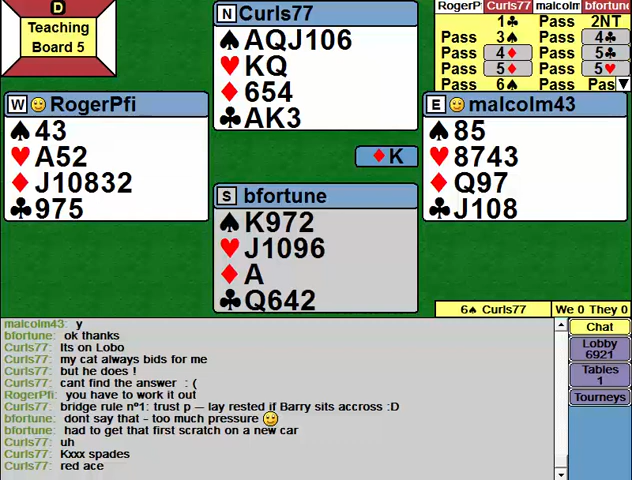 D
Teaching
Board 5
N Curls77
♠AQJ106
♥KQ
♦654
♣AK3
RogerP Curls77 malcolm bfortune
1♣ Pass 2NT
Pass 3♠ Pass 4♣
Pass 4♦ Pass 5♣
Pass 5♦ Pass 5♥
Pass 6♠ Pass Pas
W RogerPfi
♠43
♥A52
♦J10832
♣975
E malcolm43
♠85
♥8743
♦Q97
♣J108
♦K
S bfortune
♠K972
♥J1096
♦A
♣Q642
6♠ Curls77
We 0 They 0
malcolm43: y
bfortune: ok thanks
Curls77: Its on Lobo
Curls77: my cat always bids for me
Curls77: but he does !
Curls77: cant find the answer : (
RogerPfi: you have to work it out
Curls77: bridge rule nº1: trust p — lay rested if Barry sits accross :D
bfortune: dont say that - too much pressure
bfortune: had to get that first scratch on a new car
Curls77: uh
Curls77: Kxxx spades
Curls77: red ace
Chat
Lobby
6921
Tables
1
Tourneys